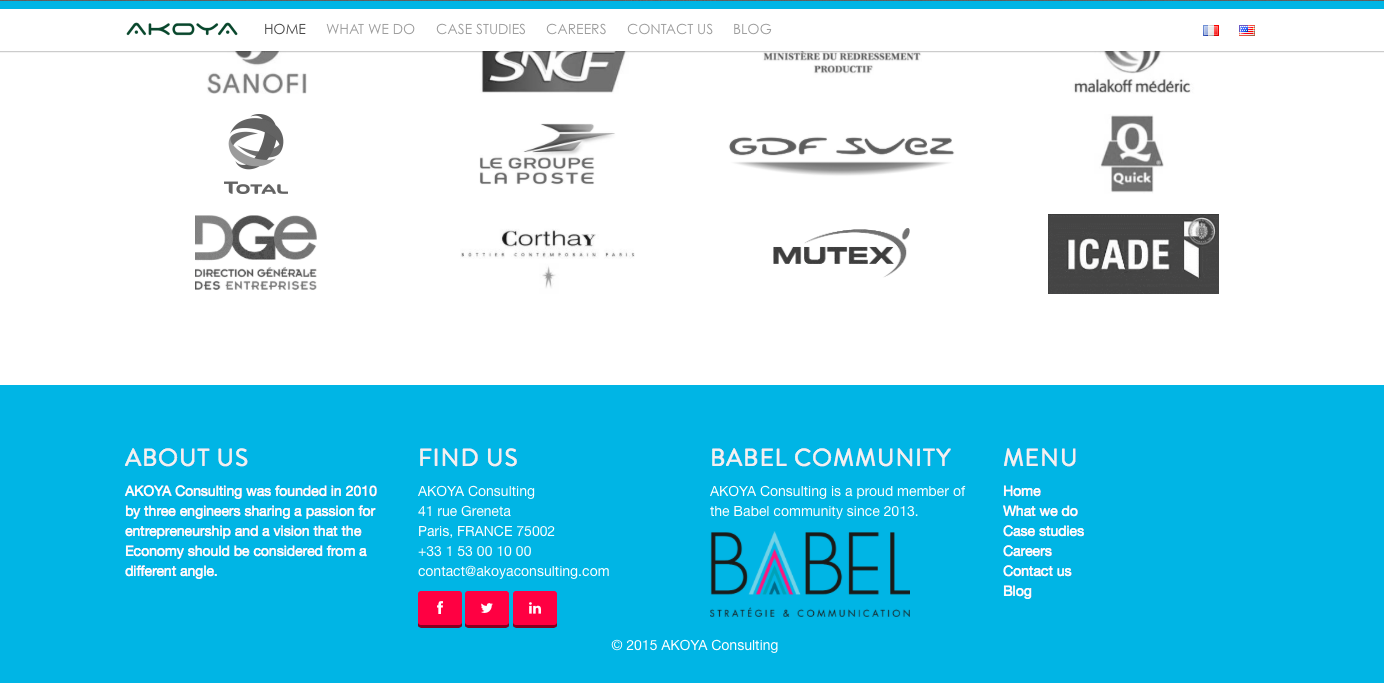 AKOYA HOME WHAT WE DO CASE STUDIES CAREERS CONTACT US BLOG
SANOFI
SNCF
MINISTÈRE DU REDRESSEMENT
PRODUCTIF
malakoff médéric
TOTAL
LE GROUPE
LA POSTE
GDF SUEZ
Q
Quick
DGE
DIRECTION GÉNÉRALE
DES ENTREPRISES
Corthay
BOTTIER CONTEMPORAIN PARIS
MUTEX
ICADE
ABOUT US
AKOYA Consulting was founded in 2010
by three engineers sharing a passion for
entrepreneurship and a vision that the
Economy should be considered from a
different angle.
FIND US
AKOYA Consulting
41 rue Greneta
Paris, FRANCE 75002
+33 1 53 00 10 00
contact@akoyaconsulting.com
f in
BABEL COMMUNITY
AKOYA Consulting is a proud member of
the Babel community since 2013.
BABEL
STRATÉGIE & COMMUNICATION
MENU
Home
What we do
Case studies
Careers
Contact us
Blog
© 2015 AKOYA Consulting